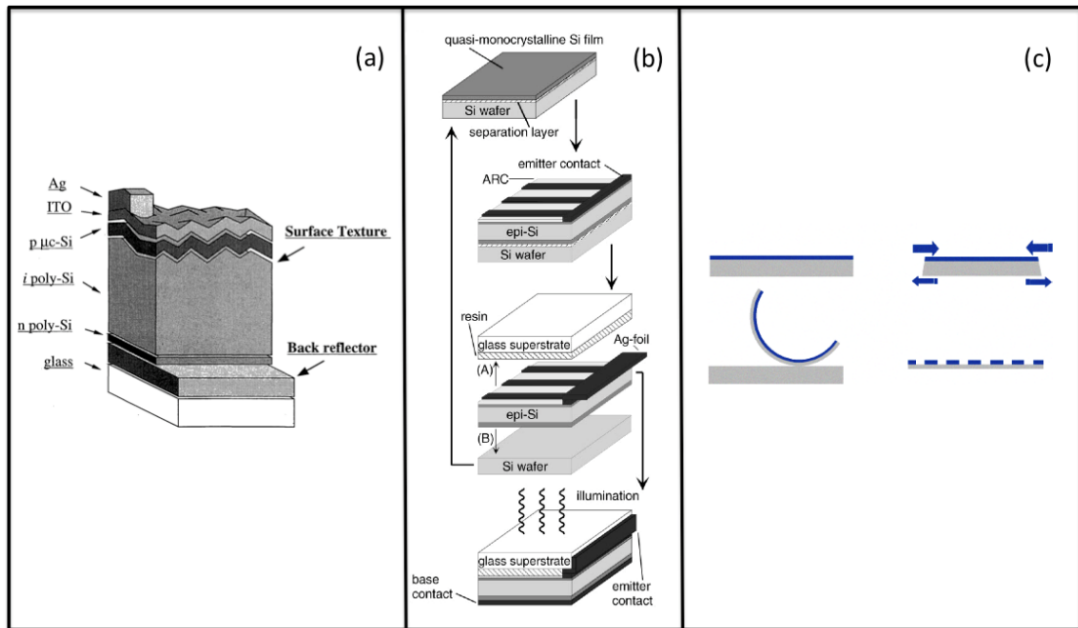 (a)
Ag
ITO
p µc-Si
i poly-Si
n poly-Si
glass
Surface Texture
Back reflector
(b)
quasi-monocrystalline Si film
Si wafer
separation layer
emitter contact
ARC
epi-Si
Si wafer
resin
glass superstrate
Ag-foil
(A)
epi-Si
(B)
Si wafer
illumination
glass superstrate
base
contact
emitter
contact
(c)